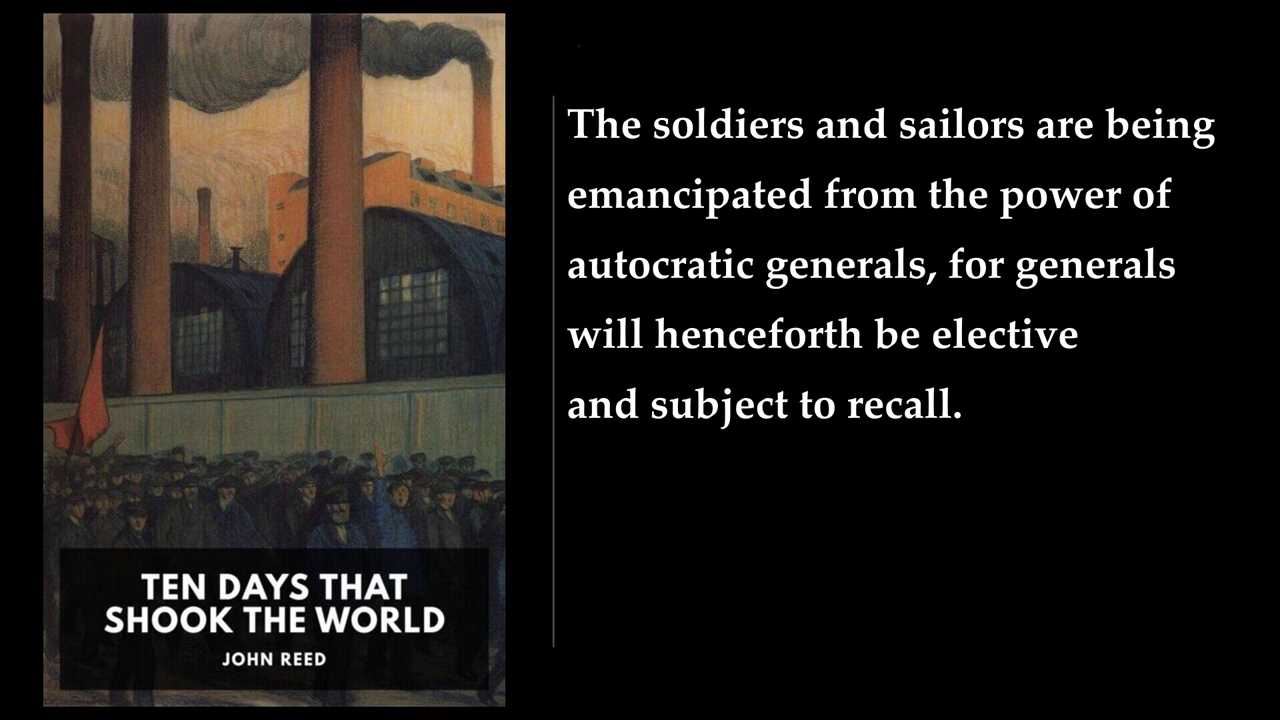 The soldiers and sailors are being
emancipated from the power of
autocratic generals, for generals
will henceforth be elective
and subject to recall.
TEN DAYS THAT
SHOOK THE WORLD
JOHN REED